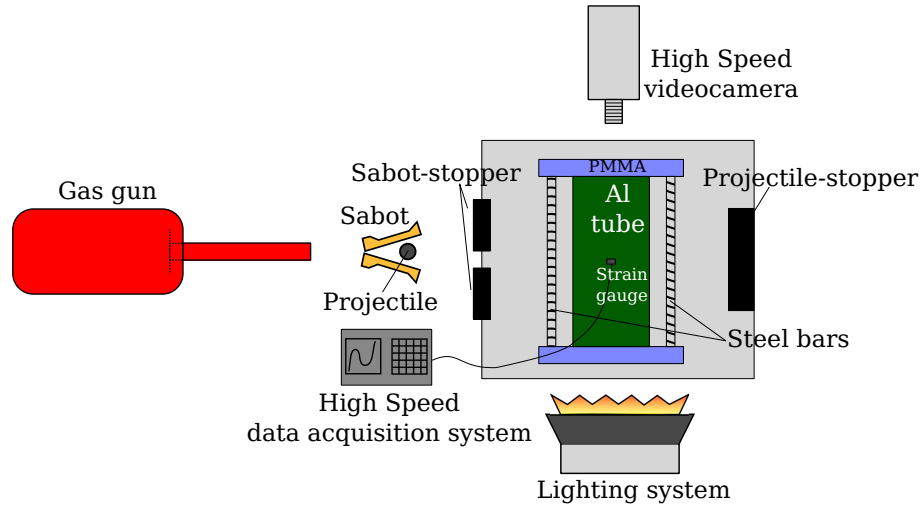 High Speed
videocamera
PMMA
Sabot-stopper
Projectile-stopper
Gas gun
Al
tube
Sabot
Strain
gauge
Projectile
Steel bars
High Speed
data acquisition system
Lighting system